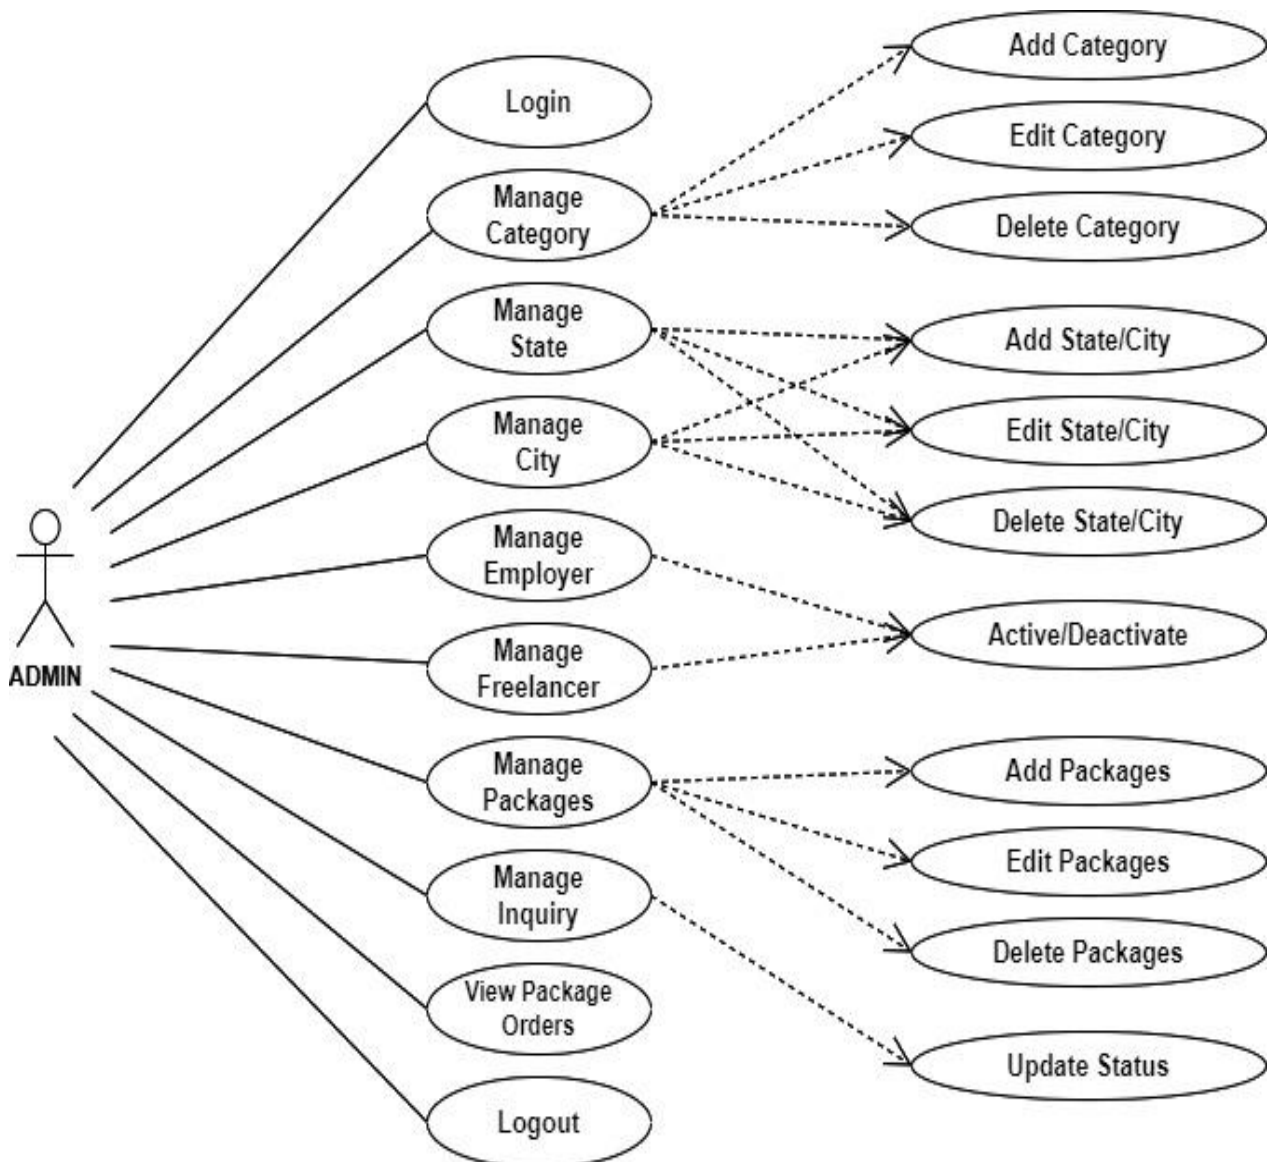 Add Category
Login
Edit Category
Manage
Category
Delete Category
Manage
State
Add State/City
Manage
City
Edit State/City
Delete State/City
Manage
Employer
Active/Deactivate
Manage
Freelancer
ADMIN
Manage
Packages
Add Packages
Edit Packages
Manage
Inquiry
Delete Packages
View Package
Orders
Update Status
Logout